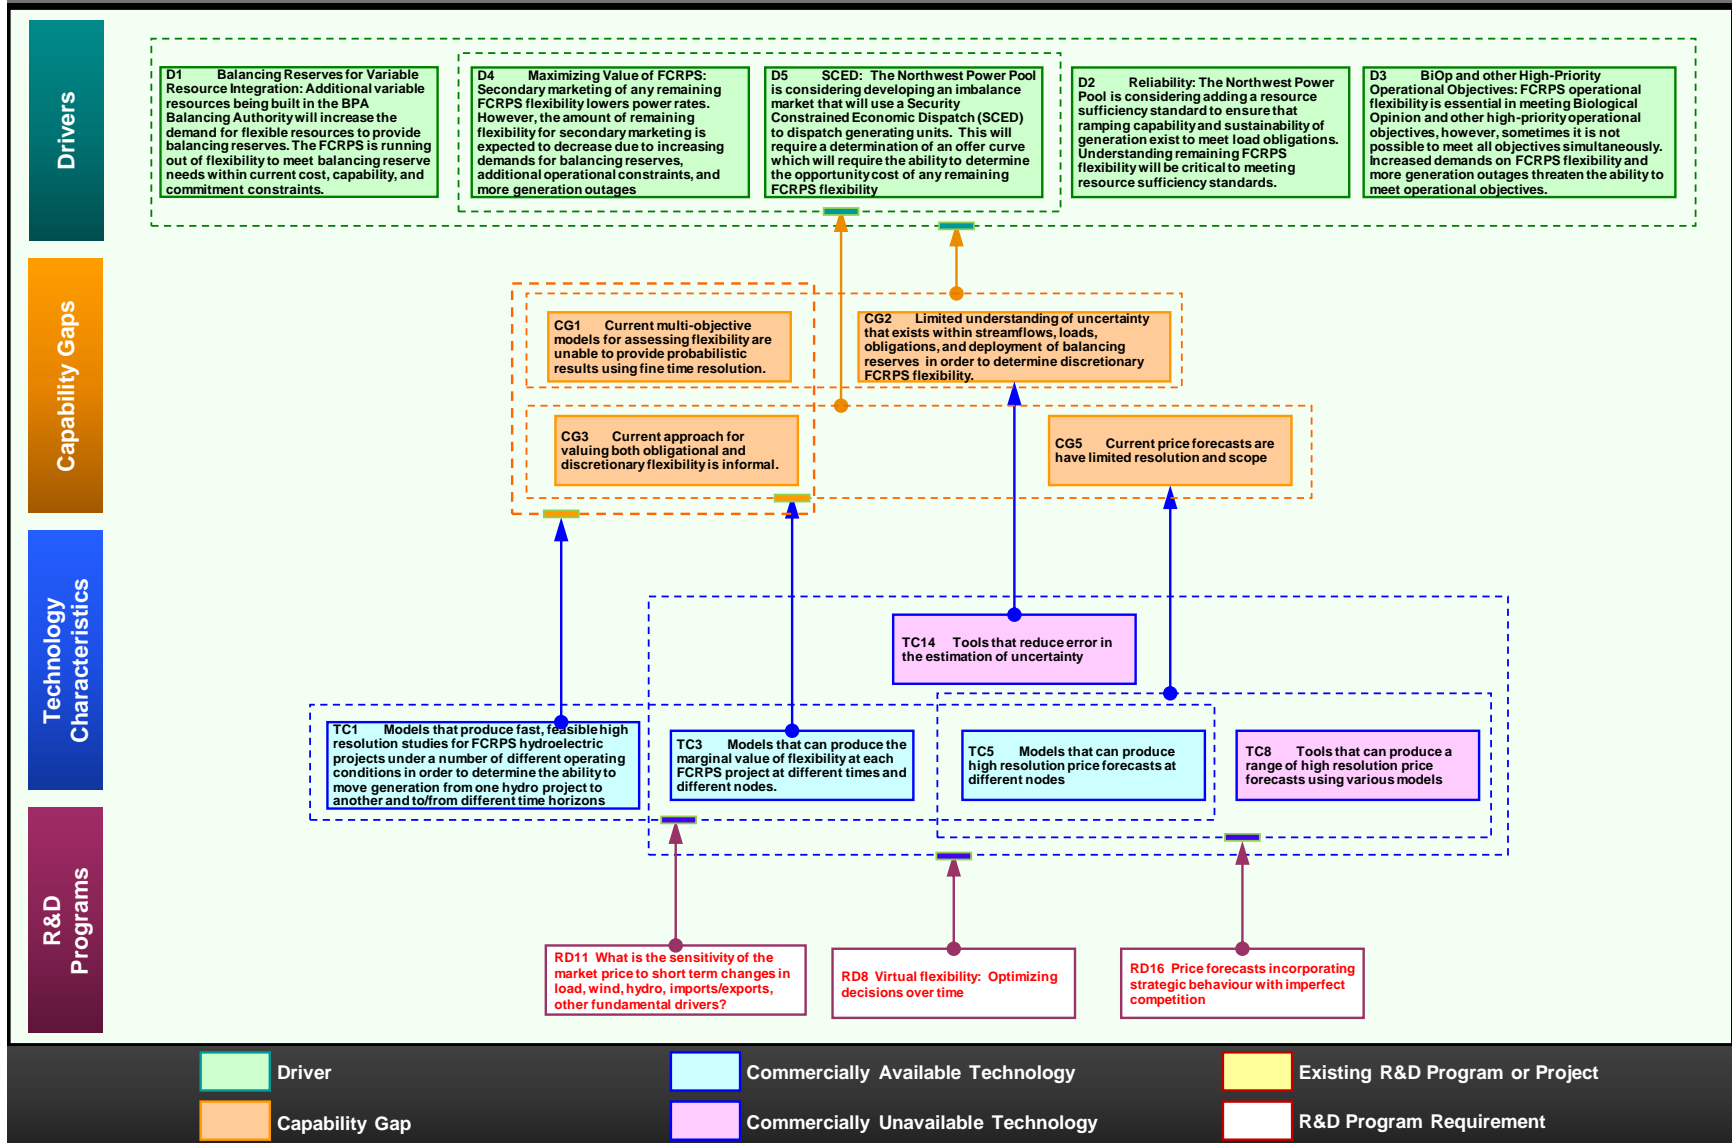 Drivers
D1 Balancing Reserves for Variable
Resource Integration: Additional variable
resources being built in the BPA
Balancing Authority will increase the
demand for flexible resources to provide
balancing reserves. The FCRPS is running
out of flexibility to meet balancing reserve
needs within current cost, capability, and
commitment constraints.
D4 Maximizing Value of FCRPS:
Secondary marketing of any remaining
FCRPS flexibility lowers power rates.
However, the amount of remaining
flexibility for secondary marketing is
expected to decrease due to increasing
demands for balancing reserves,
additional operational constraints, and
more generation outages
D5 SCED: The Northwest Power Pool
is considering developing an imbalance
market that will use a Security
Constrained Economic Dispatch (SCED)
to dispatch generating units. This will
require a determination of an offer curve
which will require the ability to determine
the opportunity cost of any remaining
FCRPS flexibility
D2 Reliability: The Northwest Power
Pool is considering adding a resource
sufficiency standard to ensure that
ramping capability and sustainability of
generation exist to meet load obligations.
Understanding remaining FCRPS
flexibility will be critical to meeting
resource sufficiency standards.
D3 BiOp and other High-Priority
Operational Objectives: FCRPS operational
flexibility is essential in meeting Biological
Opinion and other high-priority operational
objectives, however, sometimes it is not
possible to meet all objectives simultaneously.
Increased demands on FCRPS flexibility and
more generation outages threaten the ability to
meet operational objectives.
Capability Gaps
CG1 Current multi-objective
models for assessing flexibility are
unable to provide probabilistic
results using fine time resolution.
CG2 Limited understanding of uncertainty
that exists within streamflows, loads,
obligations, and deployment of balancing
reserves in order to determine discretionary
FCRPS flexibility.
CG3 Current approach for
valuing both obligational and
discretionary flexibility is informal.
CG5 Current price forecasts are
have limited resolution and scope
Technology
Characteristics
TC14 Tools that reduce error in
the estimation of uncertainty
TC1 Models that produce fast, feasible high
resolution studies for FCRPS hydroelectric
projects under a number of different operating
conditions in order to determine the ability to
move generation from one hydro project to
another and to/from different time horizons
TC3 Models that can produce the
marginal value of flexibility at each
FCRPS project at different times and
different nodes.
TC5 Models that can produce
high resolution price forecasts at
different nodes
TC8 Tools that can produce a
range of high resolution price
forecasts using various models
R&D
Programs
RD11 What is the sensitivity of the
market price to short term changes in
load, wind, hydro, imports/exports,
other fundamental drivers?
RD8 Virtual flexibility: Optimizing
decisions over time
RD16 Price forecasts incorporating
strategic behaviour with imperfect
competition
Driver
Commercially Available Technology
Existing R&D Program or Project
Capability Gap
Commercially Unavailable Technology
R&D Program Requirement